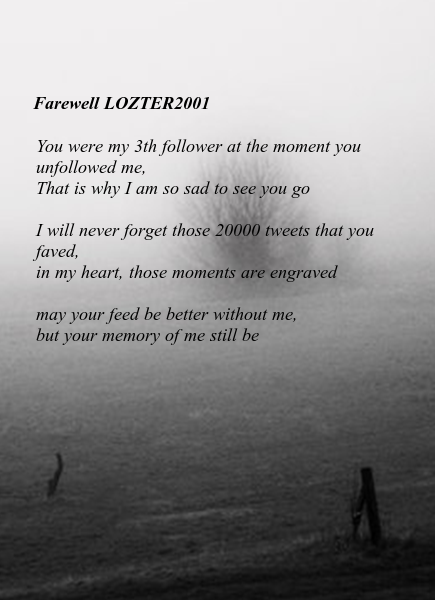 Farewell LOZTER2001
You were my 3th follower at the moment you
unfollowed me,
That is why I am so sad to see you go
I will never forget those 20000 tweets that you
faved,
in my heart, those moments are engraved
may your feed be better without me,
but your memory of me still be